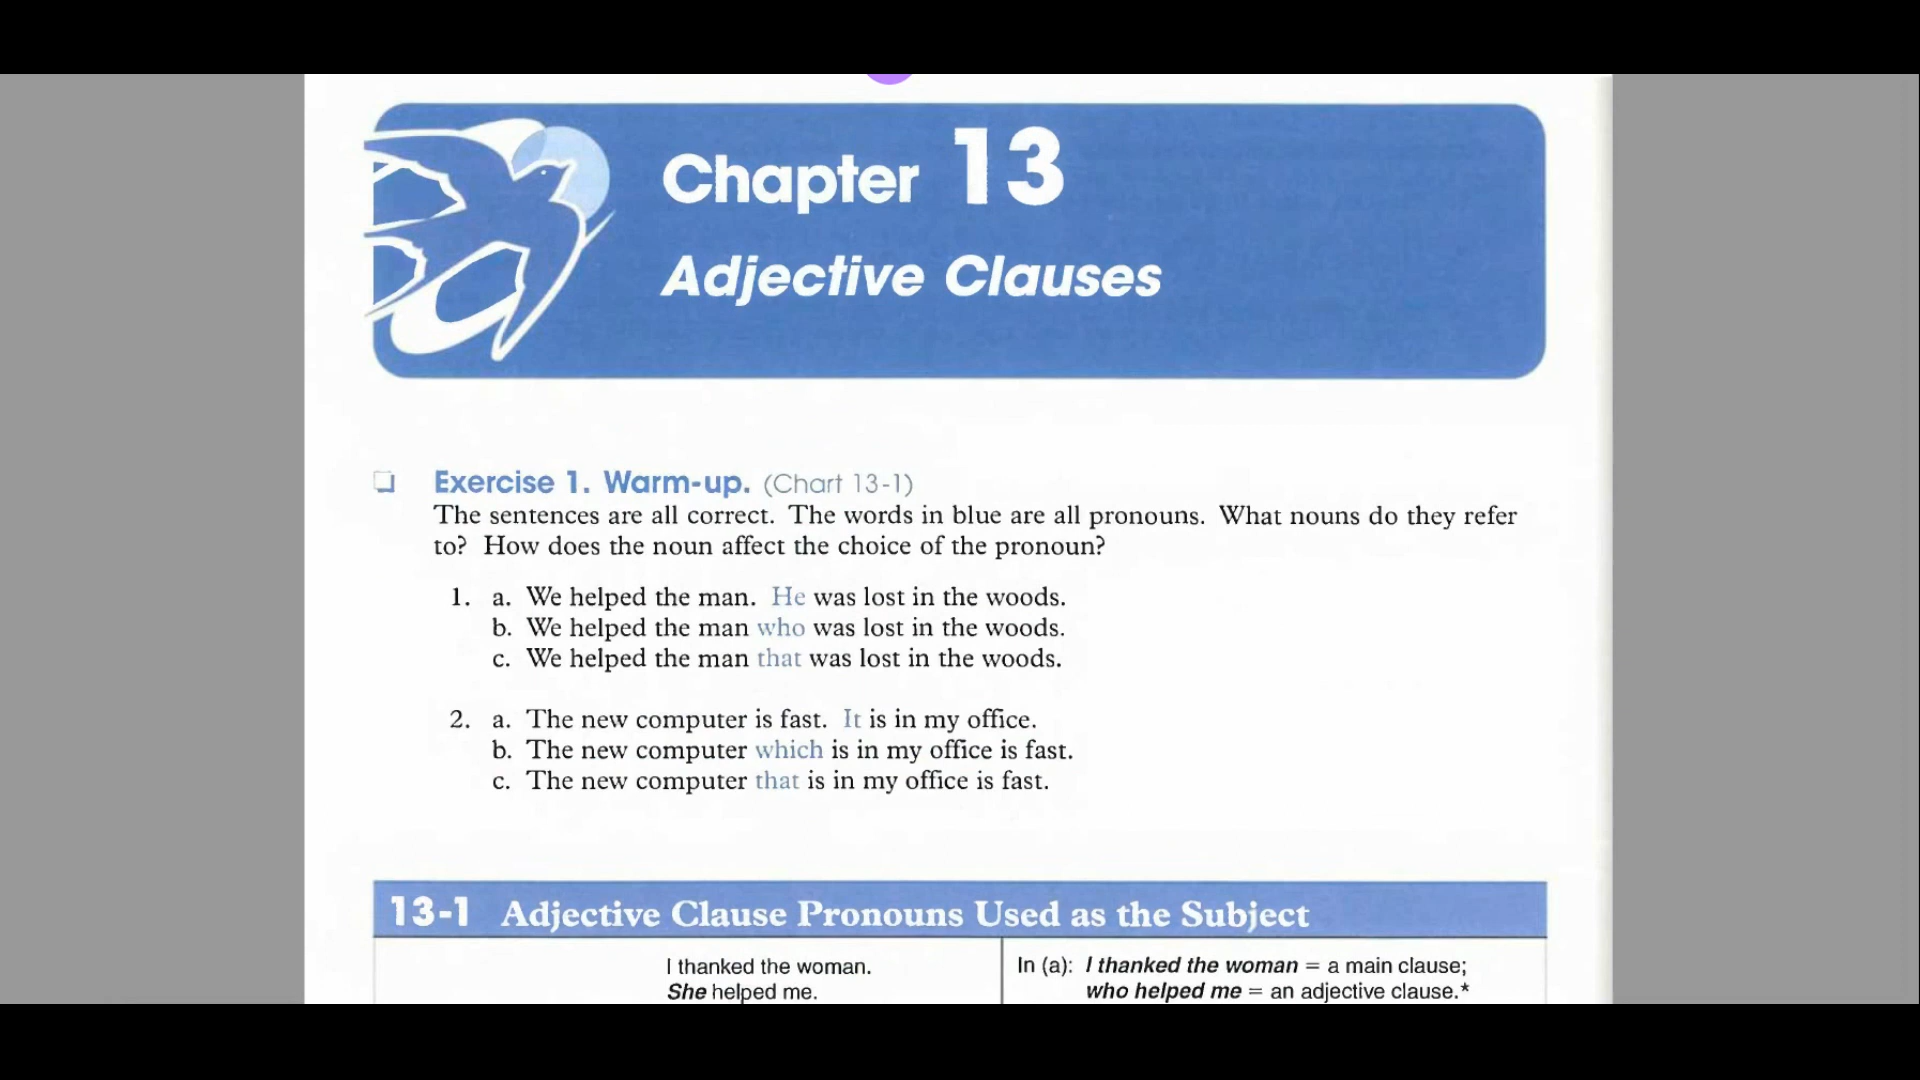 Chapter 13
Adjective Clauses
Exercise 1. Warm-up. (Chart 13-1)
The sentences are all correct. The words in blue are all pronouns. What nouns do they refer
to? How does the noun affect the choice of the pronoun?
1. a. We helped the man. He was lost in the woods.
b. We helped the man who was lost in the woods.
c. We helped the man that was lost in the woods.
2. a. The new computer is fast. It is in my office.
b. The new computer which is in my office is fast.
c. The new computer that is in my office is fast.
13-1 Adjective Clause Pronouns Used as the Subject
I thanked the woman.
She helped me.
In (a): I thanked the woman = a main clause;
who helped me = an adjective clause.*